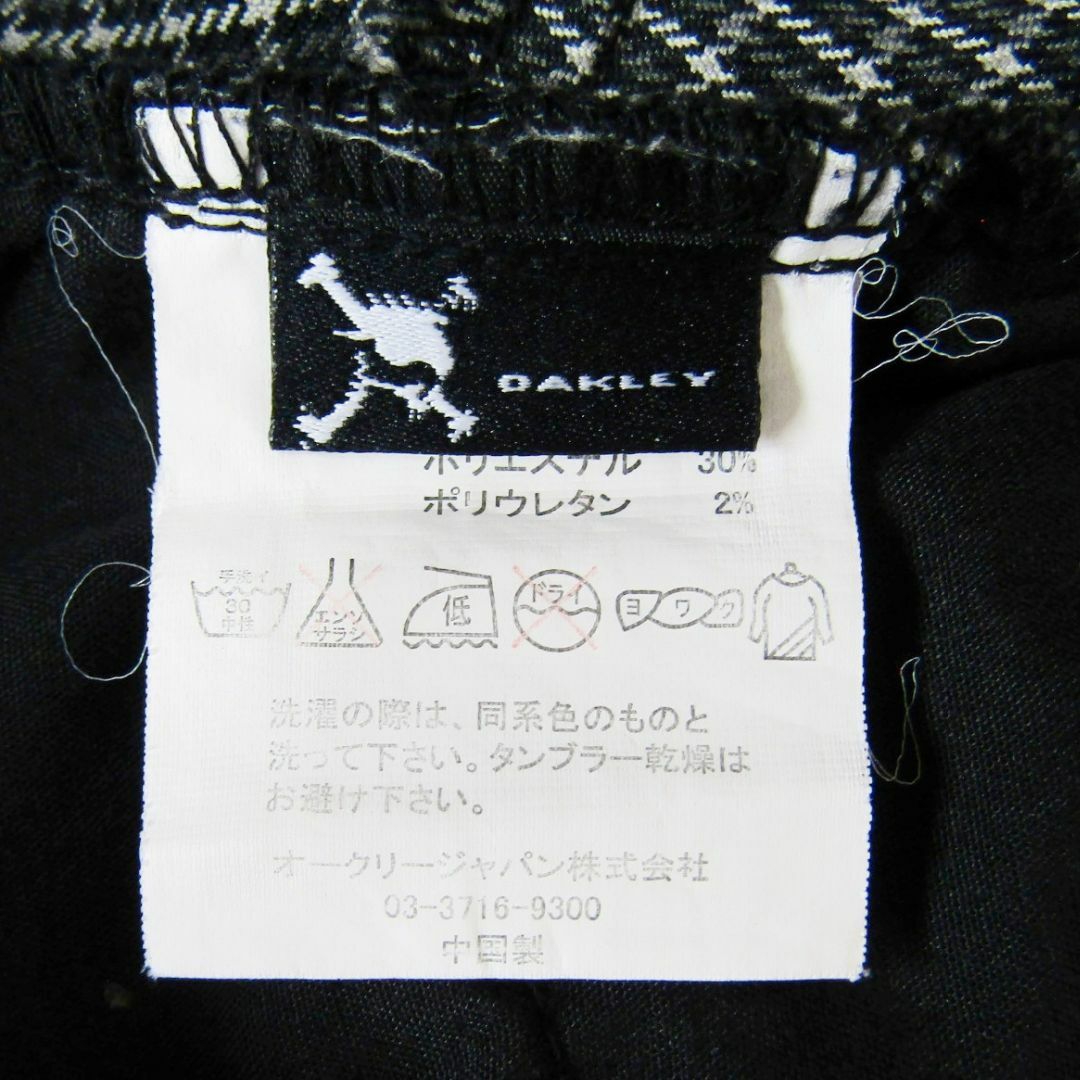 OAKLEY
ポリエステル 30%
ポリウレタン 2%
手洗イ
30
中性
エンソ
サラシ
低
ドライ
ヨワク
洗濯の際は、同系色のものと
洗って下さい。タンブラー乾燥は
お避け下さい。
オークリージャパン株式会社
03-3716-9300
中国製